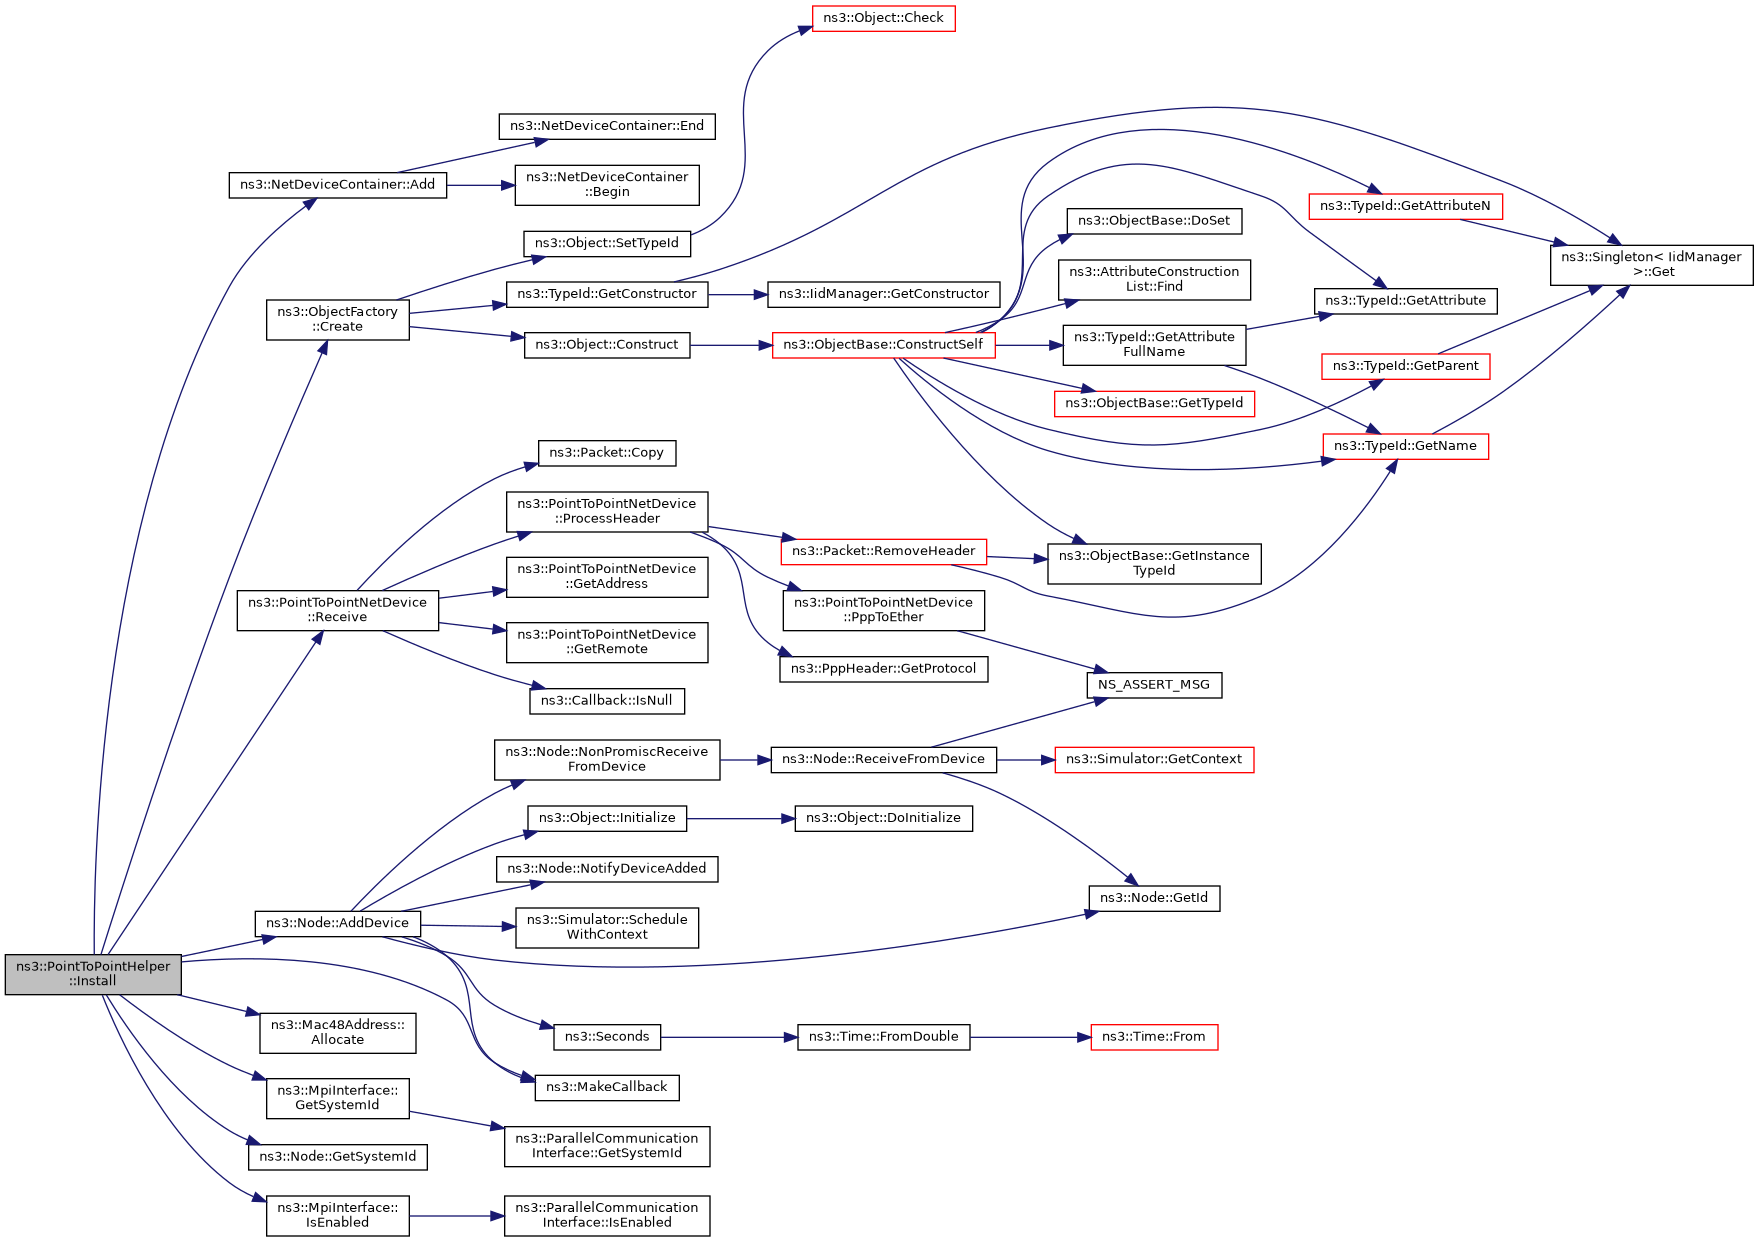 ns3::Object::Check
ns3::NetDeviceContainer::End
ns3::NetDeviceContainer
::Begin
ns3::NetDeviceContainer::Add
ns3::Object::SetTypeId
ns3::TypeId::GetConstructor
ns3::IidManager::GetConstructor
ns3::ObjectFactory
::Create
ns3::Object::Construct
ns3::ObjectBase::ConstructSelf
ns3::ObjectBase::DoSet
ns3::AttributeConstruction
List::Find
ns3::TypeId::GetAttribute
FullName
ns3::ObjectBase::GetTypeId
ns3::TypeId::GetAttributeN
ns3::TypeId::GetAttribute
ns3::TypeId::GetParent
ns3::TypeId::GetName
ns3::Singleton< IidManager
>::Get
ns3::Packet::Copy
ns3::PointToPointNetDevice
::ProcessHeader
ns3::Packet::RemoveHeader
ns3::ObjectBase::GetInstance
TypeId
ns3::PointToPointNetDevice
::GetAddress
ns3::PointToPointNetDevice
::Receive
ns3::PointToPointNetDevice
::PppToEther
ns3::PointToPointNetDevice
::GetRemote
ns3::PppHeader::GetProtocol
ns3::Callback::IsNull
NS_ASSERT_MSG
ns3::Node::NonPromiscReceive
FromDevice
ns3::Node::ReceiveFromDevice
ns3::Simulator::GetContext
ns3::Object::Initialize
ns3::Object::DoInitialize
ns3::Node::NotifyDeviceAdded
ns3::Node::GetId
ns3::Node::AddDevice
ns3::Simulator::Schedule
WithContext
ns3::PointToPointHelper
::Install
ns3::Mac48Address::
Allocate
ns3::Seconds
ns3::Time::FromDouble
ns3::Time::From
ns3::MakeCallback
ns3::MpiInterface::
GetSystemId
ns3::ParallelCommunication
Interface::GetSystemId
ns3::Node::GetSystemId
ns3::MpiInterface::
IsEnabled
ns3::ParallelCommunication
Interface::IsEnabled